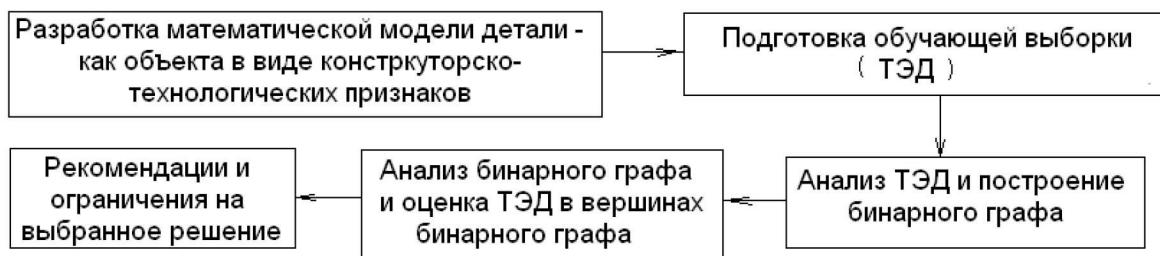 Разработка математической модели детали -
как объекта в виде констркуторско-
технологических признаков
Подготовка обучающей выборки
( ТЭД )
Анализ ТЭД и построение
бинарного графа
Анализ бинарного графа
и оценка ТЭД в вершинах
бинарного графа
Рекомендации и
ограничения на
выбранное решение